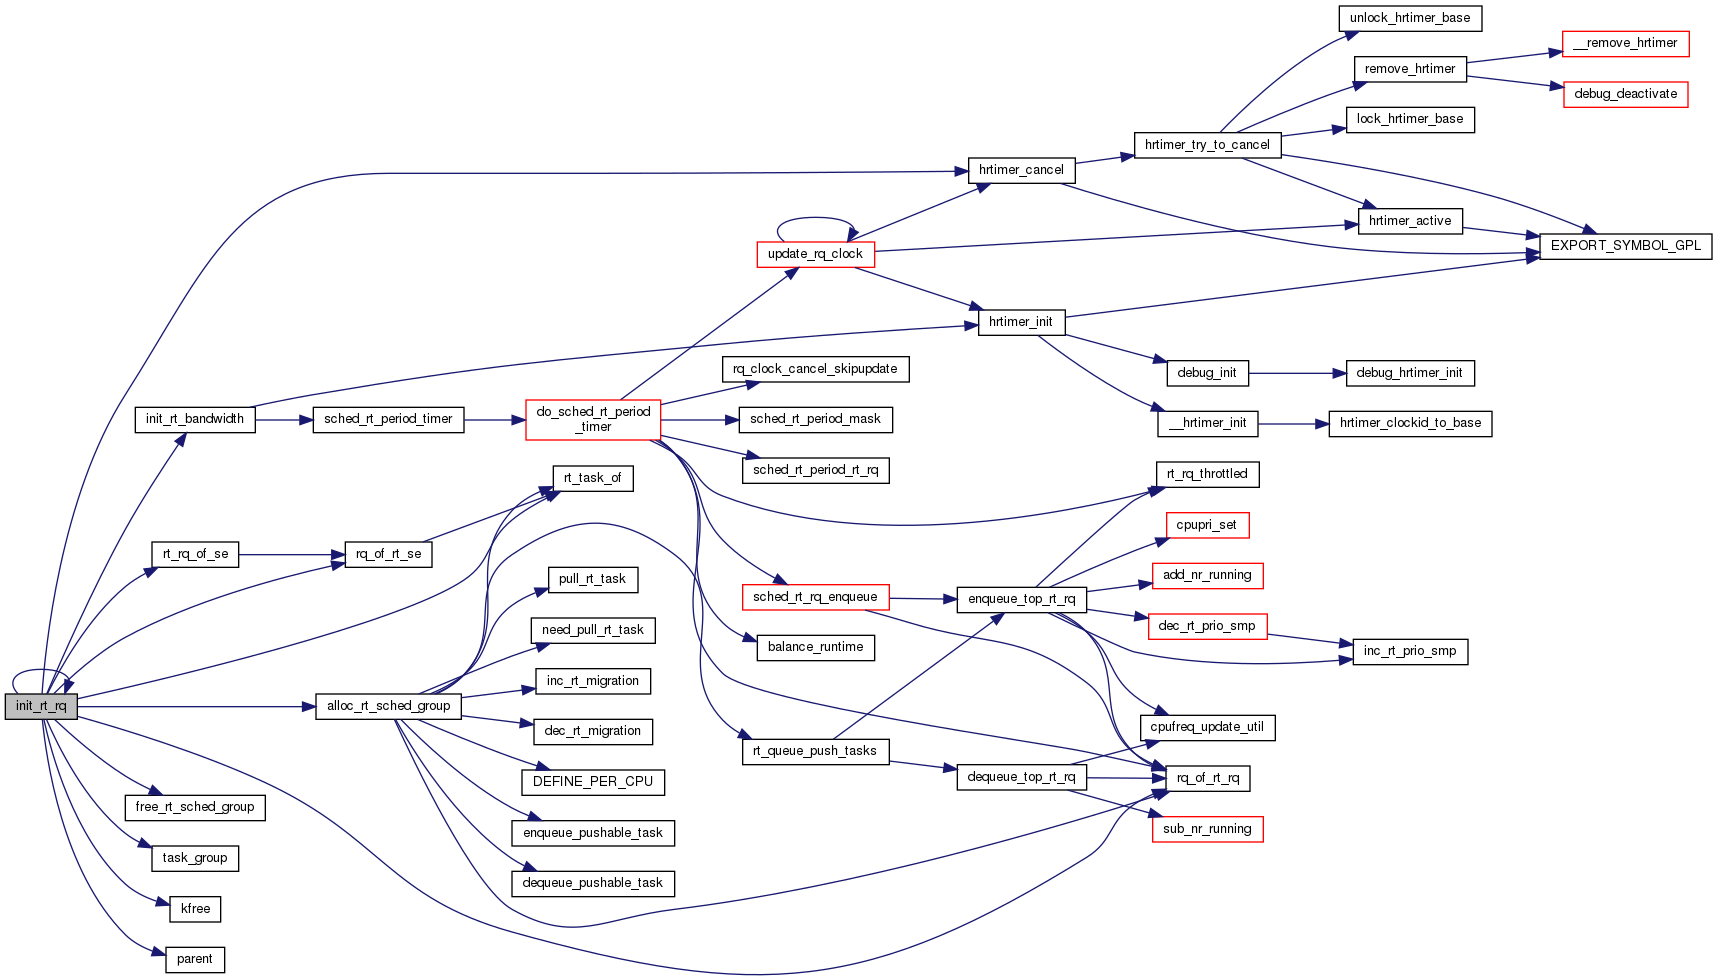 unlock_hrtimer_base
__remove_hrtimer
remove_hrtimer
debug_deactivate
lock_hrtimer_base
hrtimer_try_to_cancel
hrtimer_cancel
hrtimer_active
EXPORT_SYMBOL_GPL
update_rq_clock
hrtimer_init
rq_clock_cancel_skipupdate
debug_init
debug_hrtimer_init
init_rt_bandwidth
sched_rt_period_timer
do_sched_rt_period
_timer
sched_rt_period_mask
__hrtimer_init
hrtimer_clockid_to_base
sched_rt_period_rt_rq
rt_task_of
rt_rq_throttled
cpupri_set
rt_rq_of_se
rq_of_rt_se
pull_rt_task
add_nr_running
sched_rt_rq_enqueue
enqueue_top_rt_rq
need_pull_rt_task
dec_rt_prio_smp
balance_runtime
inc_rt_prio_smp
inc_rt_migration
init_rt_rq
alloc_rt_sched_group
dec_rt_migration
cpufreq_update_util
rt_queue_push_tasks
DEFINE_PER_CPU
dequeue_top_rt_rq
rq_of_rt_rq
free_rt_sched_group
enqueue_pushable_task
sub_nr_running
task_group
dequeue_pushable_task
kfree
parent